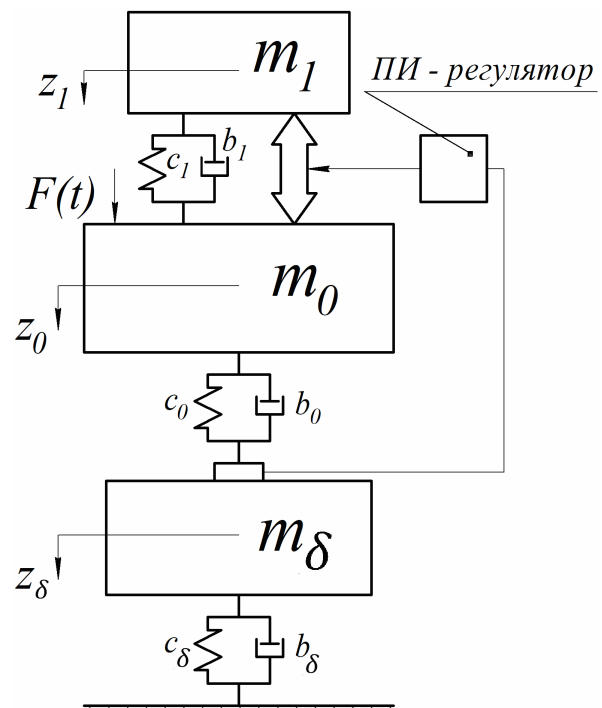 m1
ПИ - регулятор
z1
c1
b1
F(t)
m0
z0
c0
b0
mδ
zδ
cδ
bδ